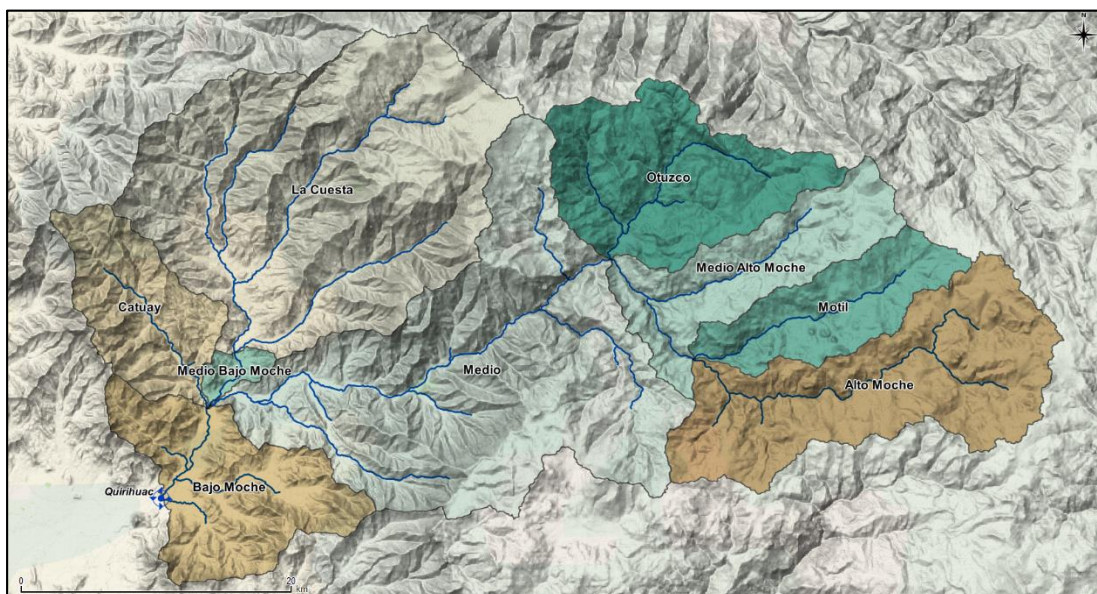 N
Otuzco
La Cuesta
Medio Alto Moche
Catuay
Motil
Medio Bajo Moche
Medio
Alto Moche
Quirihuac
Bajo Moche
0
20
km